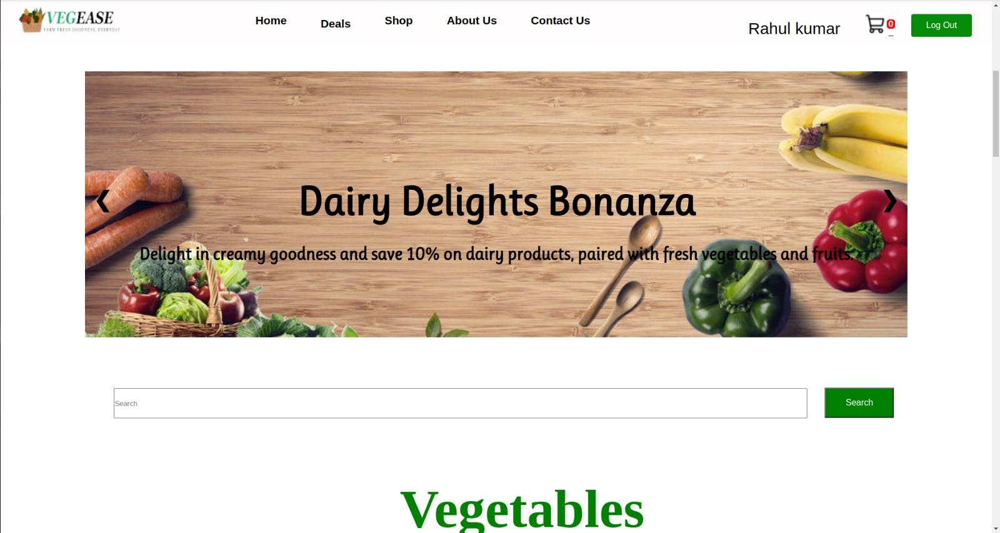 VEGEASE
FARM FRESH GOODNESS, EVERYDAY
Home
Deals
Shop
About Us
Contact Us
Rahul kumar
0
Log Out
❮
Dairy Delights Bonanza
❯
Delight in creamy goodness and save 10% on dairy products, paired with fresh vegetables and fruits.
Search
Search
Vegetables